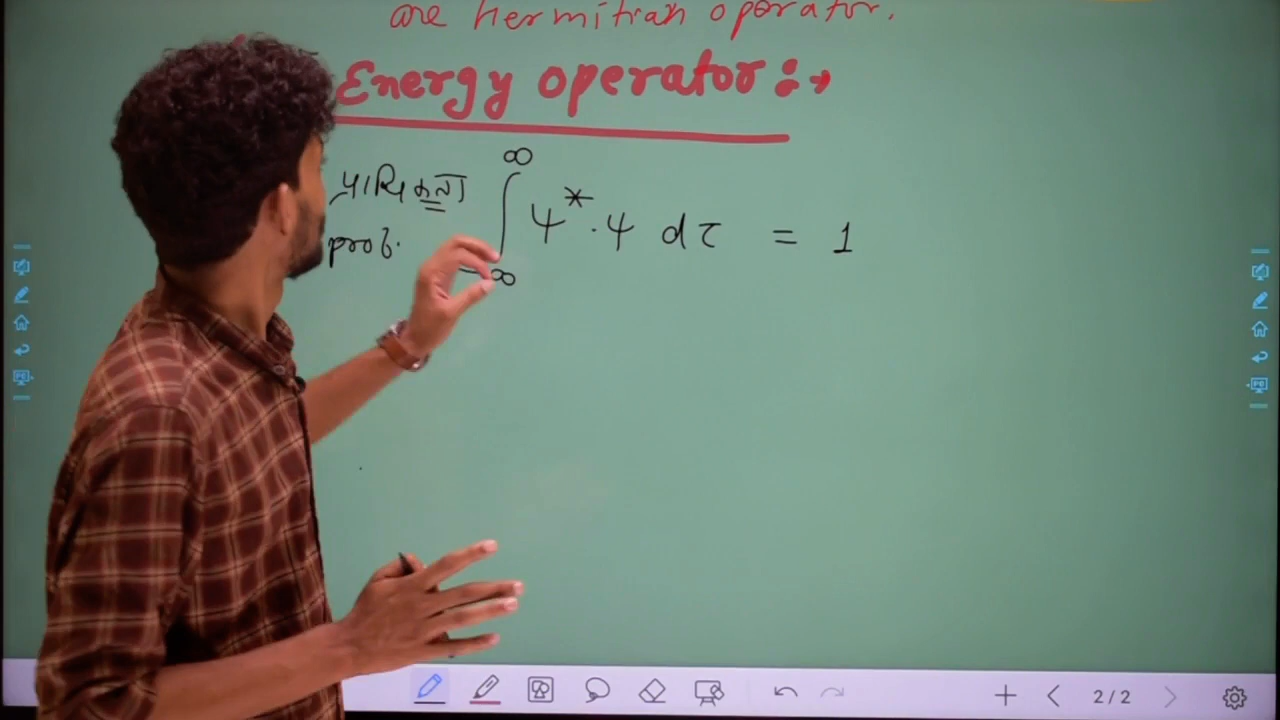 are hermitian operator.
Energy operator :→
प्रायिकता
prob.
∞
∫ ψ* . ψ dτ = 1
-∞
2/2